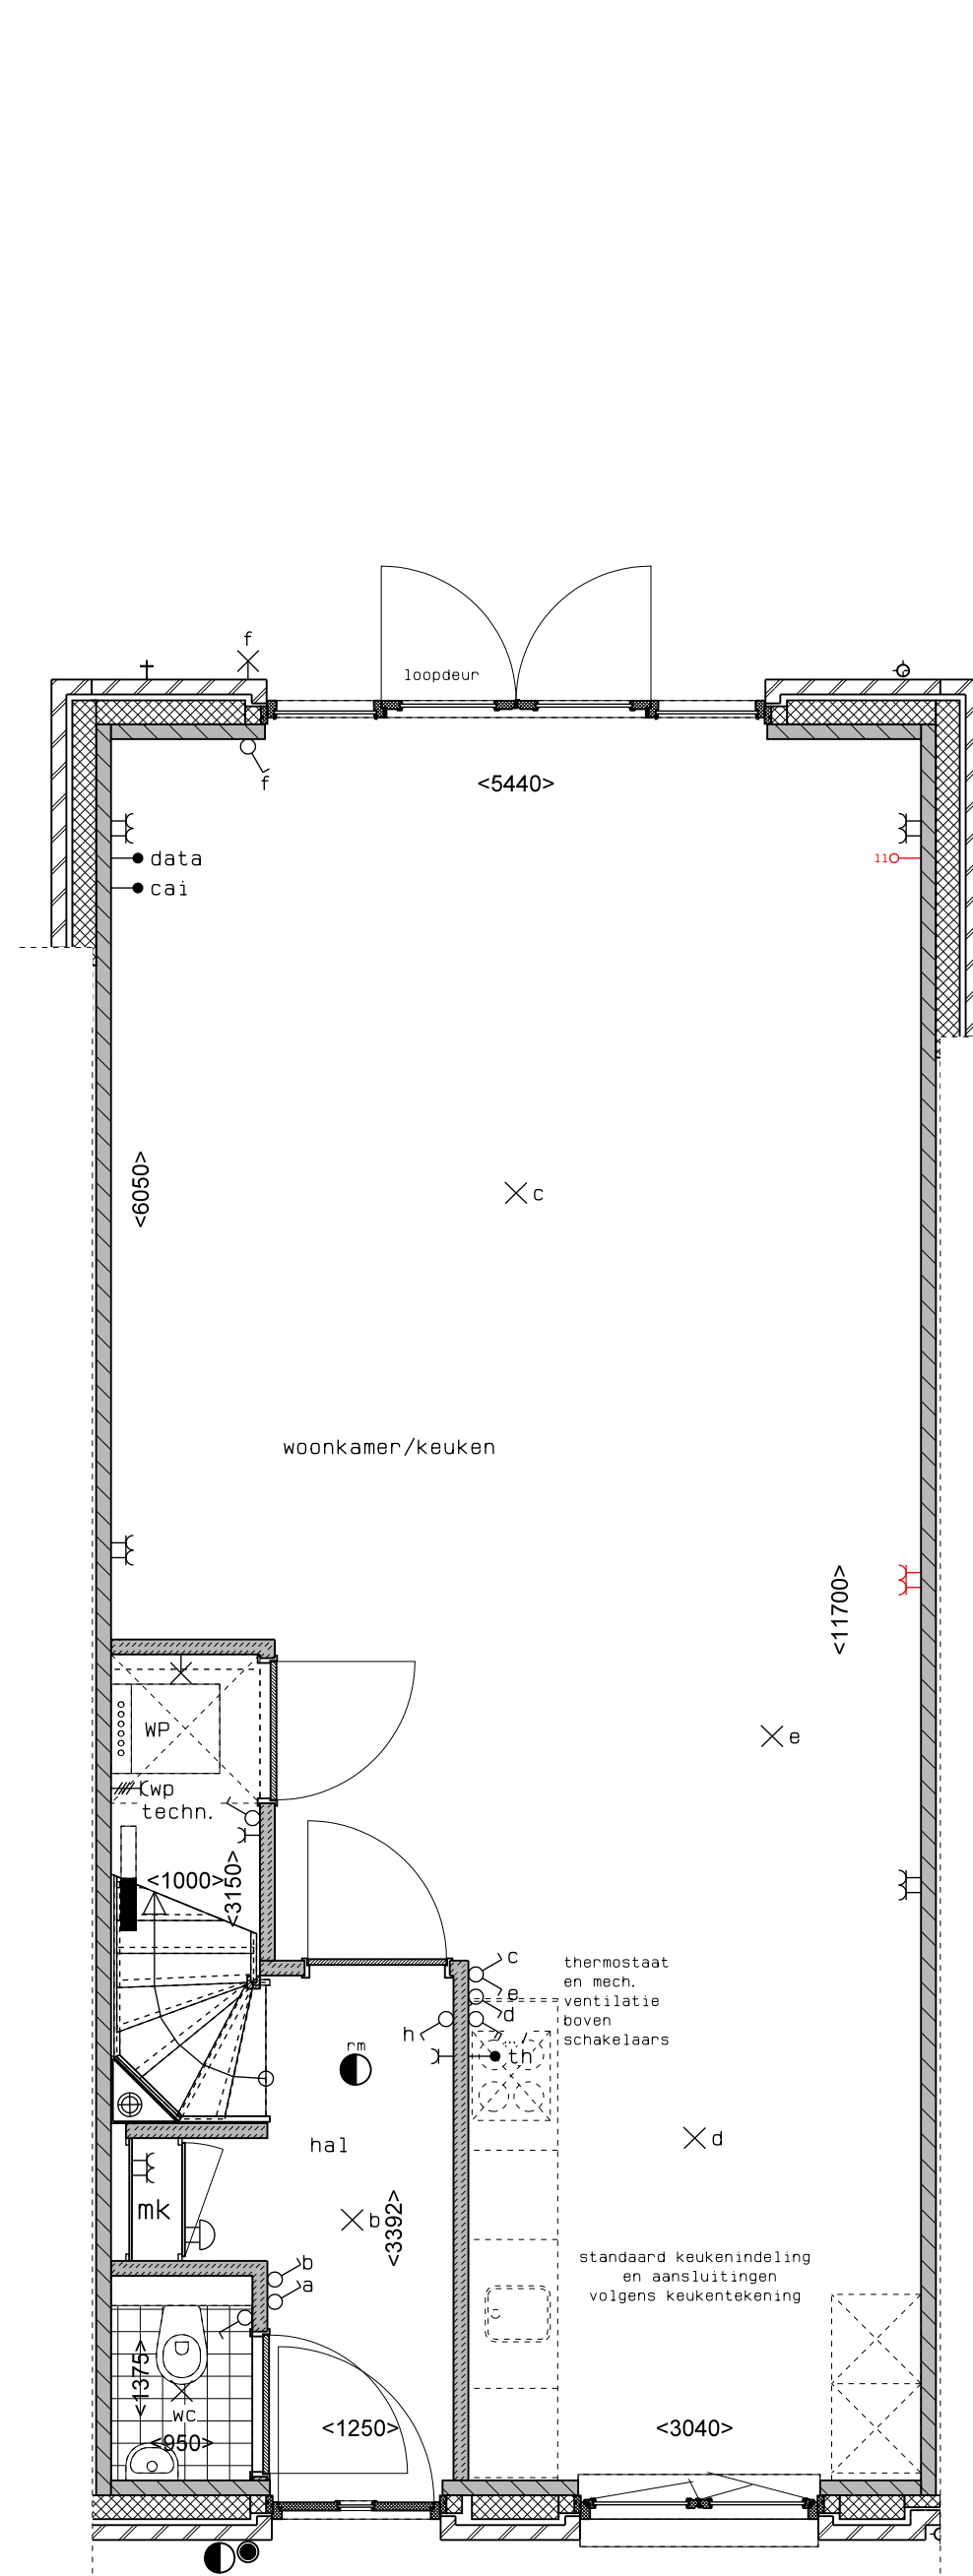 f
loopdeur
f
<5440>
data
ll
cai
<6050>
c
woonkamer/keuken
<11700>
WP
e
wp
techn.
<1000>
<3150>
c
thermostaat
en mech.
ventilatie
boven
schakelaars
e
d
h
.../
rm
th
hal
d
mk
b
<3392>
standaard keukenindeling
en aansluitingen
volgens keukentekening
b
a
<1375>
wc
<950>
<1250>
<3040>